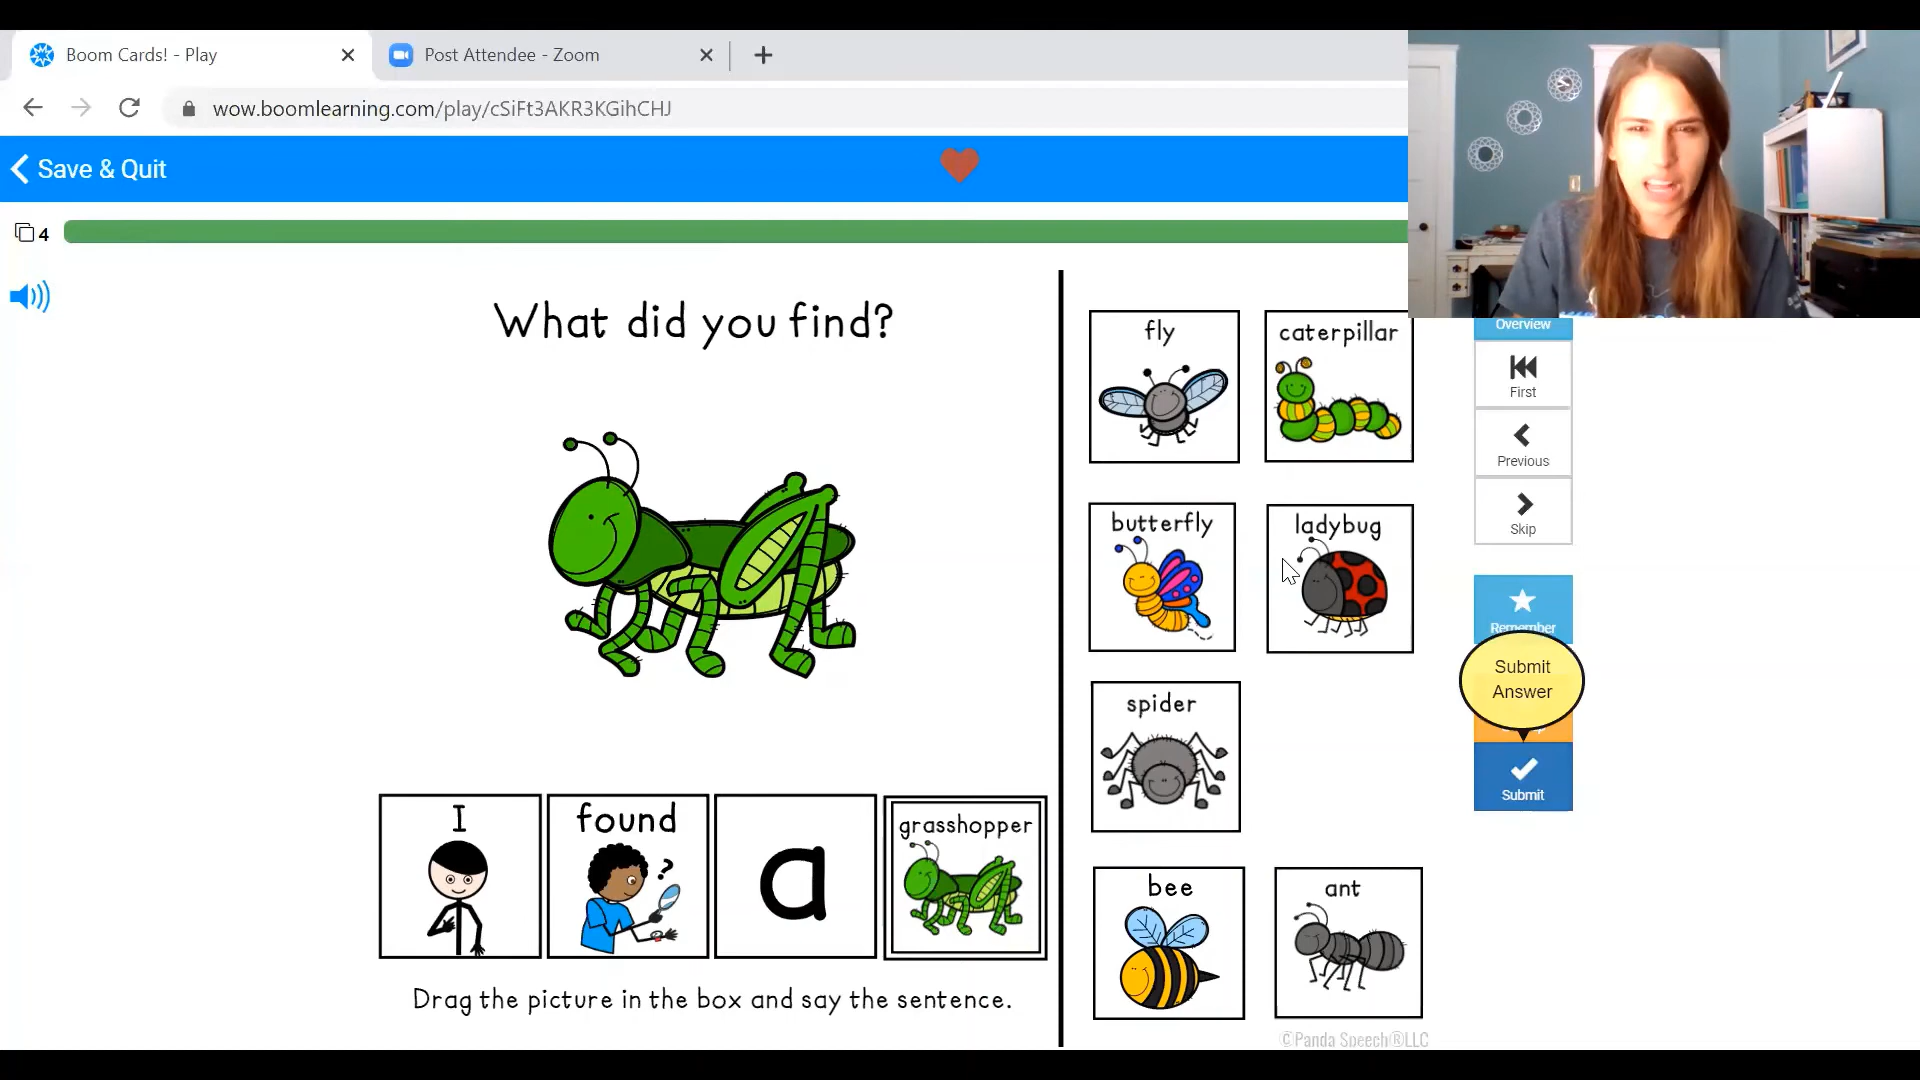 Boom Cards! - Play
Post Attendee - Zoom
wow.boomlearning.com/play/cSiFt3AKR3KGihCHJ
Save & Quit
4
What did you find?
fly
caterpillar
butterfly
ladybug
spider
bee
ant
I
found
?
a
grasshopper
Drag the picture in the box and say the sentence.
©Panda Speech®LLC
Overview
First
Previous
Skip
Remember
Submit
Answer
Submit